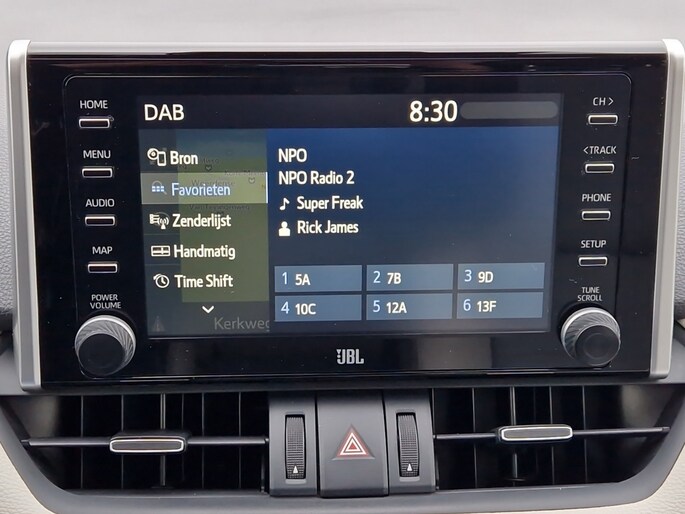 HOME
MENU
AUDIO
MAP
POWER
VOLUME
DAB
8:30
Bron
Favorieten
Zenderlijst
Handmatig
Time Shift
Kerkweg
NPO
NPO Radio 2
Super Freak
Rick James
1 5A
2 7B
3 9D
4 10C
5 12A
6 13F
CH >
< TRACK
PHONE
SETUP
TUNE
SCROLL
JBL